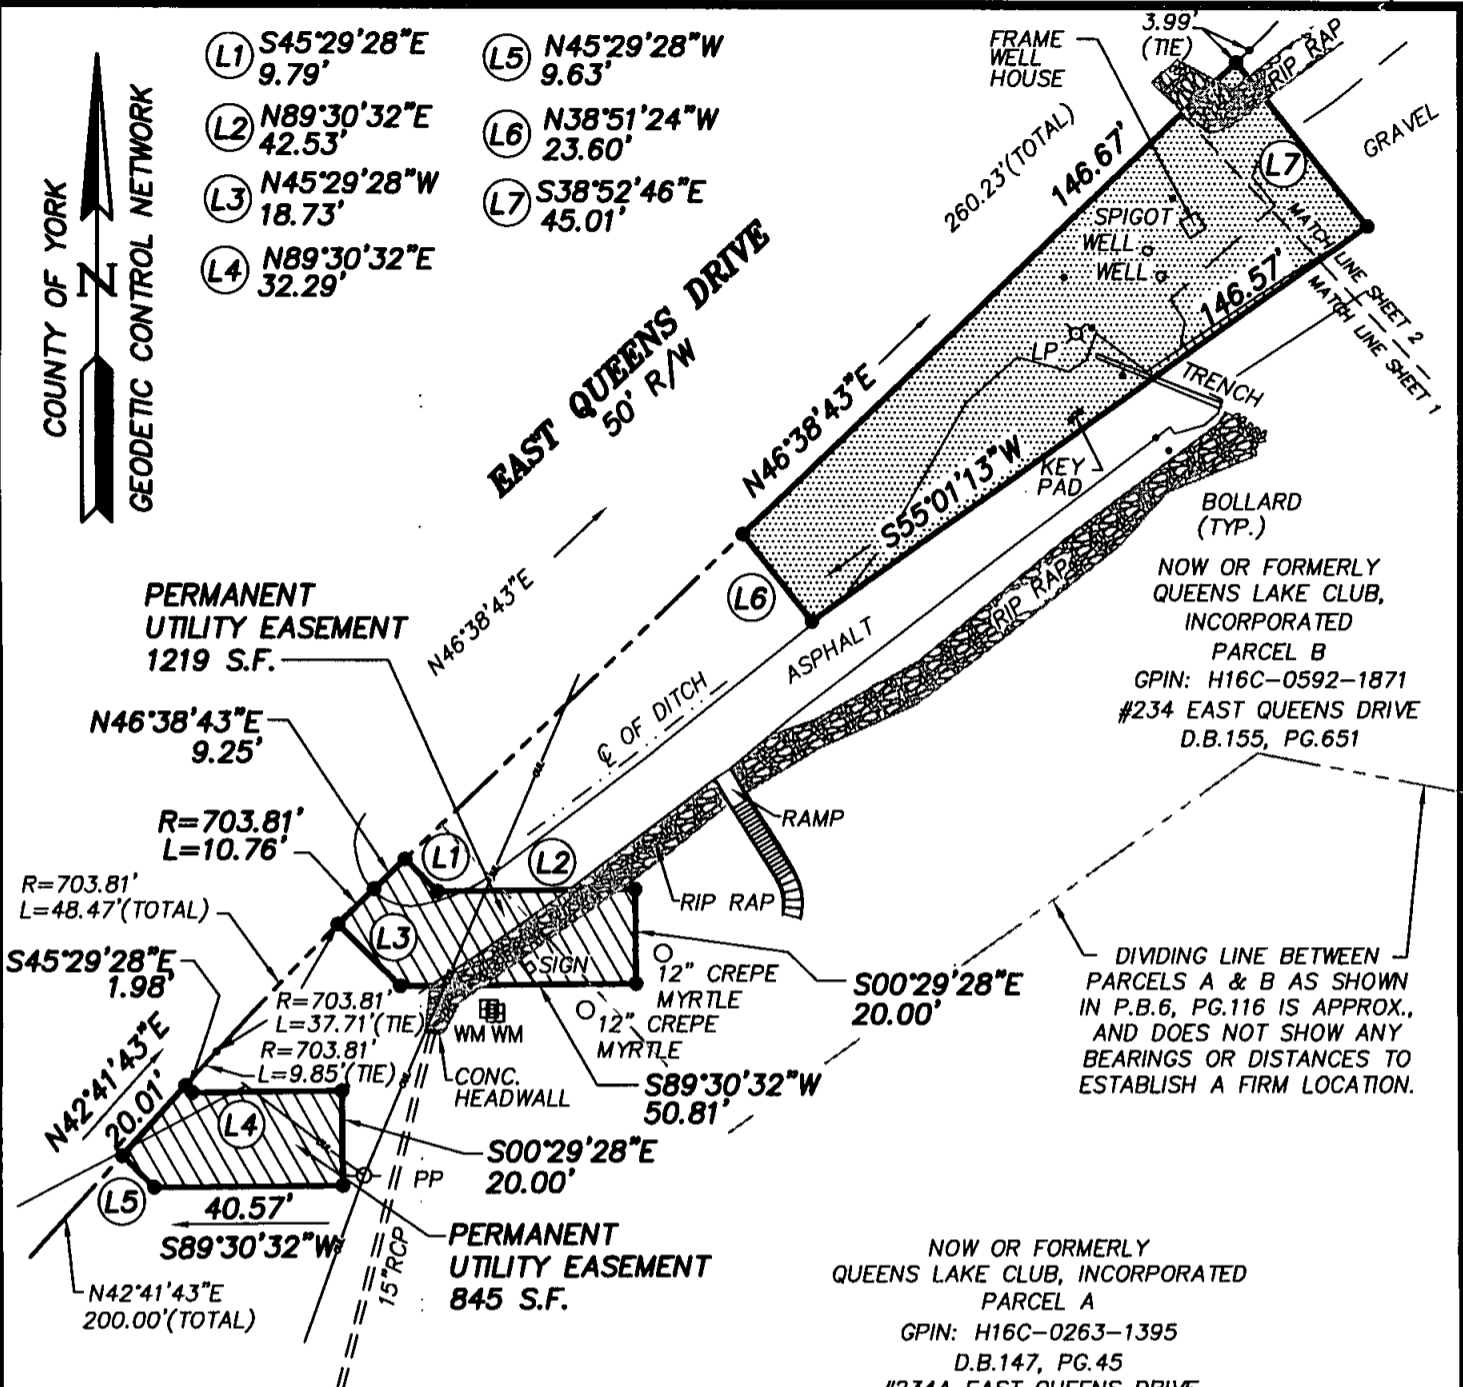 L1 S45°29'28"E
9.79'
L2 N89°30'32"E
42.53'
L3 N45°29'28"W
18.73'
L4 N89°30'32"E
32.29'
L5 N45°29'28"W
9.63'
L6 N38°51'24"W
23.60'
L7 S38°52'46"E
45.01'
COUNTY OF YORK
GEODETIC CONTROL NETWORK
N
FRAME
WELL
HOUSE
3.99'
(TIE)
RIP RAP
GRAVEL
L7
260.23'(TOTAL)
146.67'
SPIGOT
WELL
WELL
MATCH LINE SHEET 2
MATCH LINE SHEET 1
146.57'
LP
TRENCH
EAST QUEENS DRIVE
50' R/W
N46°38'43"E
S55°01'13"W
KEY
PAD
BOLLARD
(TYP.)
L6
N46°38'43"E
ASPHALT
RIP RAP
NOW OR FORMERLY
QUEENS LAKE CLUB,
INCORPORATED
PARCEL B
GPIN: H16C-0592-1871
#234 EAST QUEENS DRIVE
D.B.155, PG.651
PERMANENT
UTILITY EASEMENT
1219 S.F.
℄ OF DITCH
N46°38'43"E
9.25'
R=703.81'
L=10.76'
RAMP
L1
L2
R=703.81'
L=48.47'(TOTAL)
RIP RAP
L3
S45°29'28"E
1.98'
SIGN
12" CREPE
MYRTLE
12" CREPE
MYRTLE
S00°29'28"E
20.00'
DIVIDING LINE BETWEEN
PARCELS A & B AS SHOWN
IN P.B.6, PG.116 IS APPROX.,
AND DOES NOT SHOW ANY
BEARINGS OR DISTANCES TO
ESTABLISH A FIRM LOCATION.
R=703.81'
L=37.71'(TIE)
R=703.81'
L=9.85'(TIE)
WM WM
N42°41'43"E
20.01'
CONC.
HEADWALL
S89°30'32"W
50.81'
L4
S00°29'28"E
20.00'
PP
L5
40.57'
S89°30'32"W
PERMANENT
UTILITY EASEMENT
845 S.F.
15"RCP
N42°41'43"E
200.00'(TOTAL)
NOW OR FORMERLY
QUEENS LAKE CLUB, INCORPORATED
PARCEL A
GPIN: H16C-0263-1395
D.B.147, PG.45
#234A EAST QUEENS DRIVE